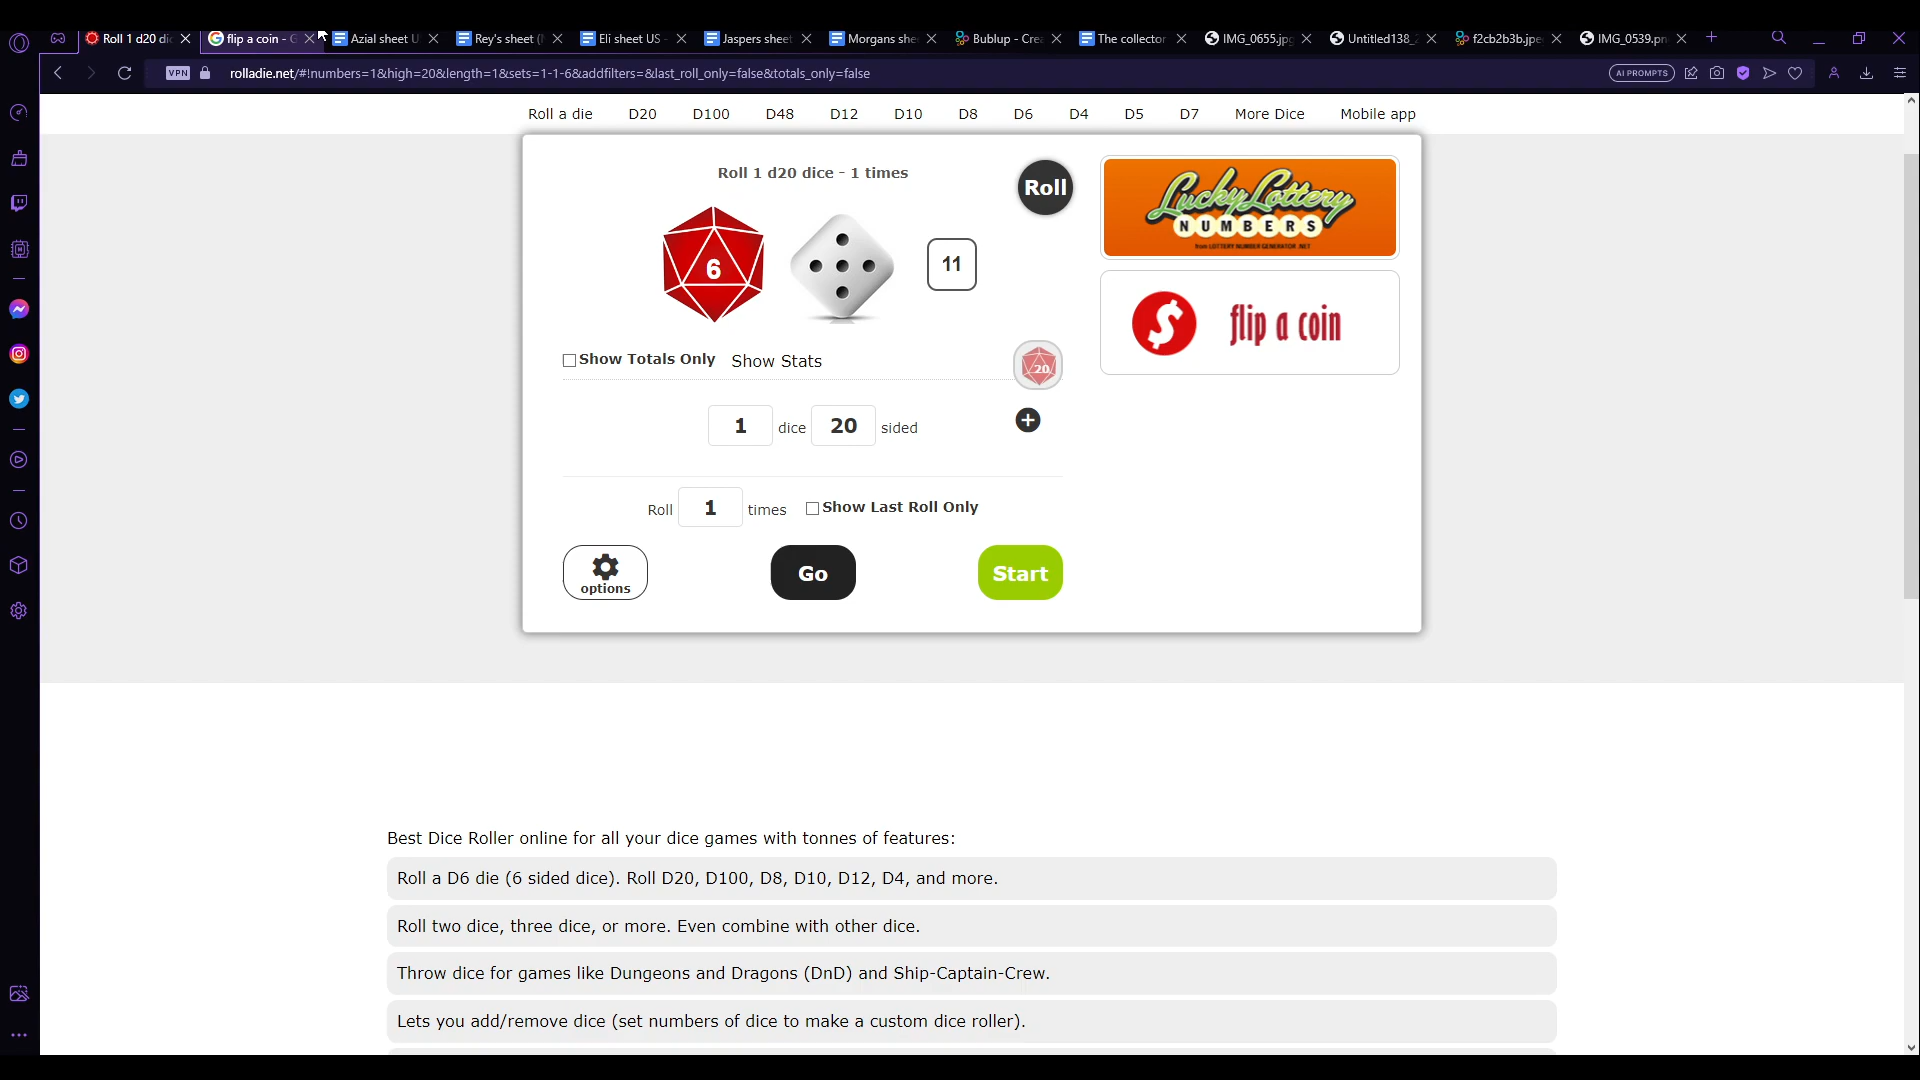 Roll 1 d20 di
flip a coin - G
Azial sheet U
Rey's sheet (
Eli sheet US -
Jaspers sheet
Morgans she
Bublup - Crea
The collector
IMG_0655.jpg
Untitled138_2
f2cb2b3b.jpe
IMG_0539.pn
VPN
rolladie.net/#!numbers=1&high=20&length=1&sets=1-1-6&addfilters=&last_roll_only=false&totals_only=false
AI PROMPTS
Roll a die D20 D100 D48 D12 D10 D8 D6 D4 D5 D7 More Dice Mobile app
Roll 1 d20 dice - 1 times
Roll
6
11
Lucky Lottery
NUMBERS
from LOTTERY NUMBER GENERATOR .NET
flip a coin
Show Totals Only Show Stats
20
1 dice 20 sided
Roll 1 times Show Last Roll Only
options
Go
Start
Best Dice Roller online for all your dice games with tonnes of features:
Roll a D6 die (6 sided dice). Roll D20, D100, D8, D10, D12, D4, and more.
Roll two dice, three dice, or more. Even combine with other dice.
Throw dice for games like Dungeons and Dragons (DnD) and Ship-Captain-Crew.
Lets you add/remove dice (set numbers of dice to make a custom dice roller).